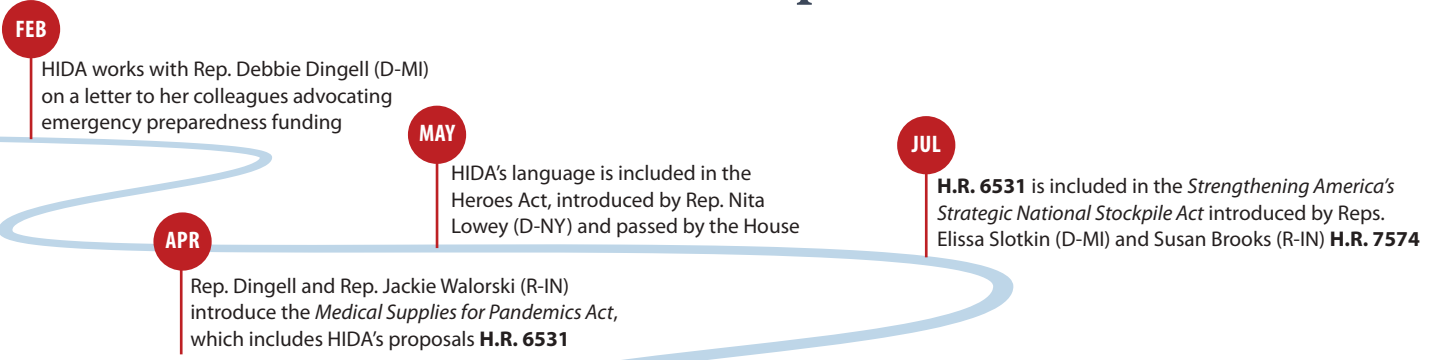 FEB
HIDA works with Rep. Debbie Dingell (D-MI)
on a letter to her colleagues advocating
emergency preparedness funding
APR
Rep. Dingell and Rep. Jackie Walorski (R-IN)
introduce the Medical Supplies for Pandemics Act,
which includes HIDA’s proposals H.R. 6531
MAY
HIDA’s language is included in the
Heroes Act, introduced by Rep. Nita
Lowey (D-NY) and passed by the House
JUL
H.R. 6531 is included in the Strengthening America’s
Strategic National Stockpile Act introduced by Reps.
Elissa Slotkin (D-MI) and Susan Brooks (R-IN) H.R. 7574